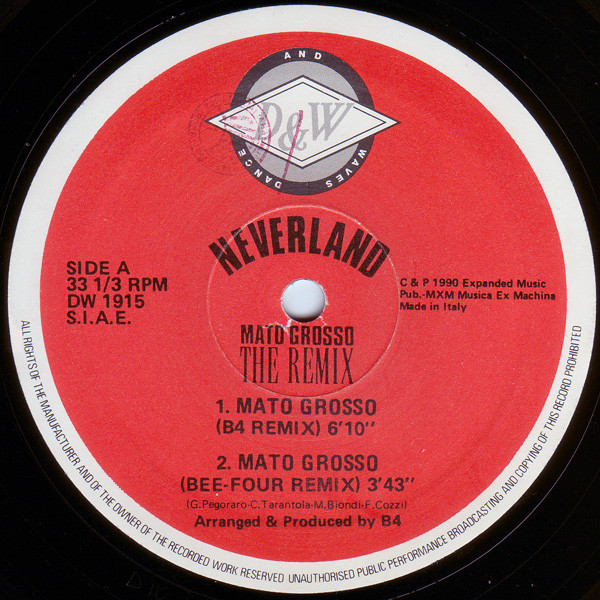 AND
D&W
DANCE WAVES
NEVERLAND
SIDE A
33 1/3 RPM
DW 1915
S.I.A.E.
C & P 1990 Expanded Music
Pub.-MXM Musica Ex Machina
Made in Italy
MATO GROSSO
THE REMIX
1. MATO GROSSO
(B4 REMIX) 6'10''
2. MATO GROSSO
(BEE-FOUR REMIX) 3'43''
(G.Pegoraro-C.Tarantola-M.Biondi-F.Cozzi)
Arranged & Produced by B4
ALL RIGHTS OF THE MANUFACTURER AND OF THE OWNER OF THE RECORDED WORK RESERVED UNAUTHORISED PUBLIC PERFORMANCE BROADCASTING AND COPYING OF THIS RECORD PROHIBITED